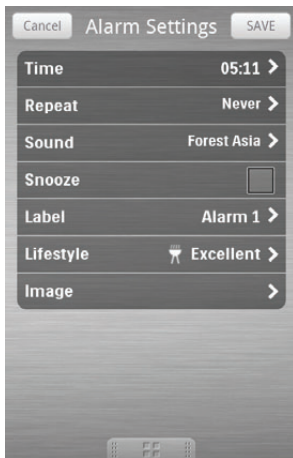 Cancel Alarm Settings SAVE
Time 05:11
Repeat Never
Sound Forest Asia
Snooze
Label Alarm 1
Lifestyle Excellent
Image